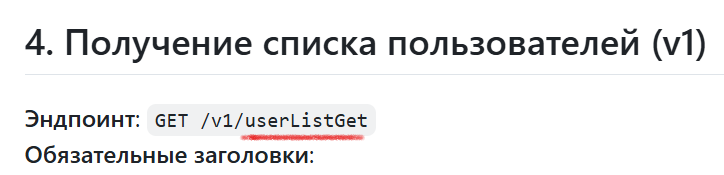 4. Получение списка пользователей (v1)
Эндпоинт: GET /v1/userListGet
Обязательные заголовки: